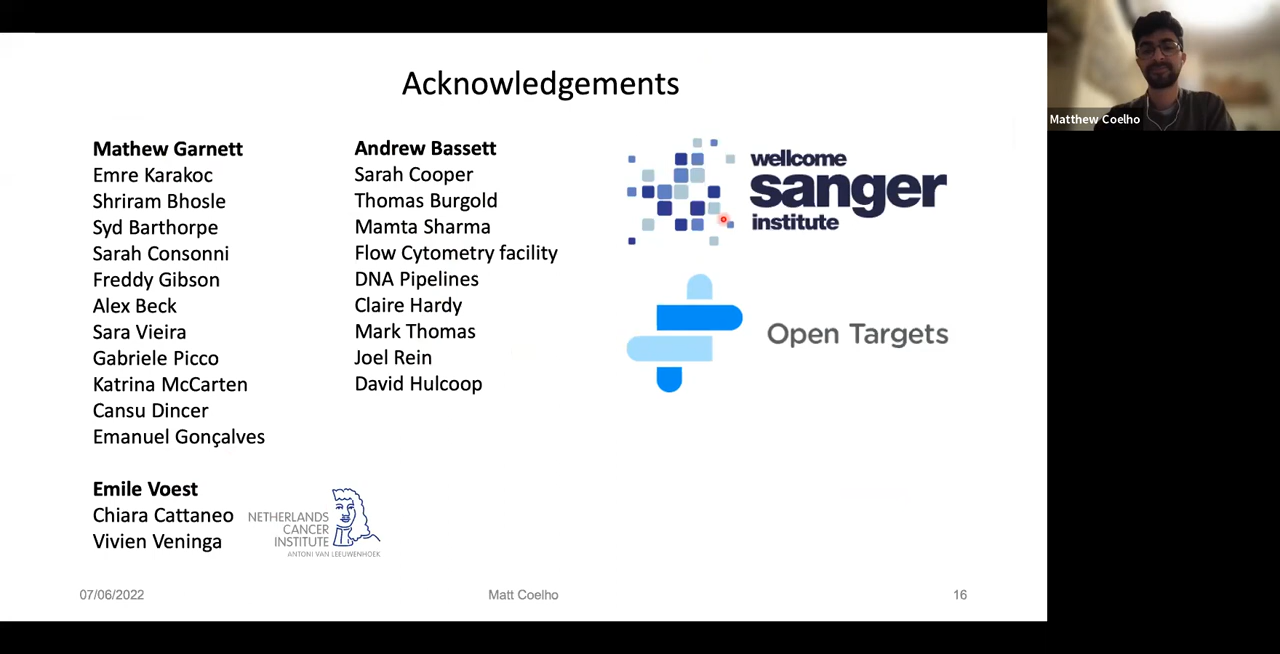 Acknowledgements
Matthew Coelho
Mathew Garnett
Emre Karakoc
Shriram Bhosle
Syd Barthorpe
Sarah Consonni
Freddy Gibson
Alex Beck
Sara Vieira
Gabriele Picco
Katrina McCarten
Cansu Dincer
Emanuel Gonçalves
Emile Voest
Chiara Cattaneo
Vivien Veninga
Andrew Bassett
Sarah Cooper
Thomas Burgold
Mamta Sharma
Flow Cytometry facility
DNA Pipelines
Claire Hardy
Mark Thomas
Joel Rein
David Hulcoop
wellcome
sanger
institute
Open Targets
NETHERLANDS
CANCER
INSTITUTE
ANTONI VAN LEEUWENHOEK
07/06/2022
Matt Coelho
16